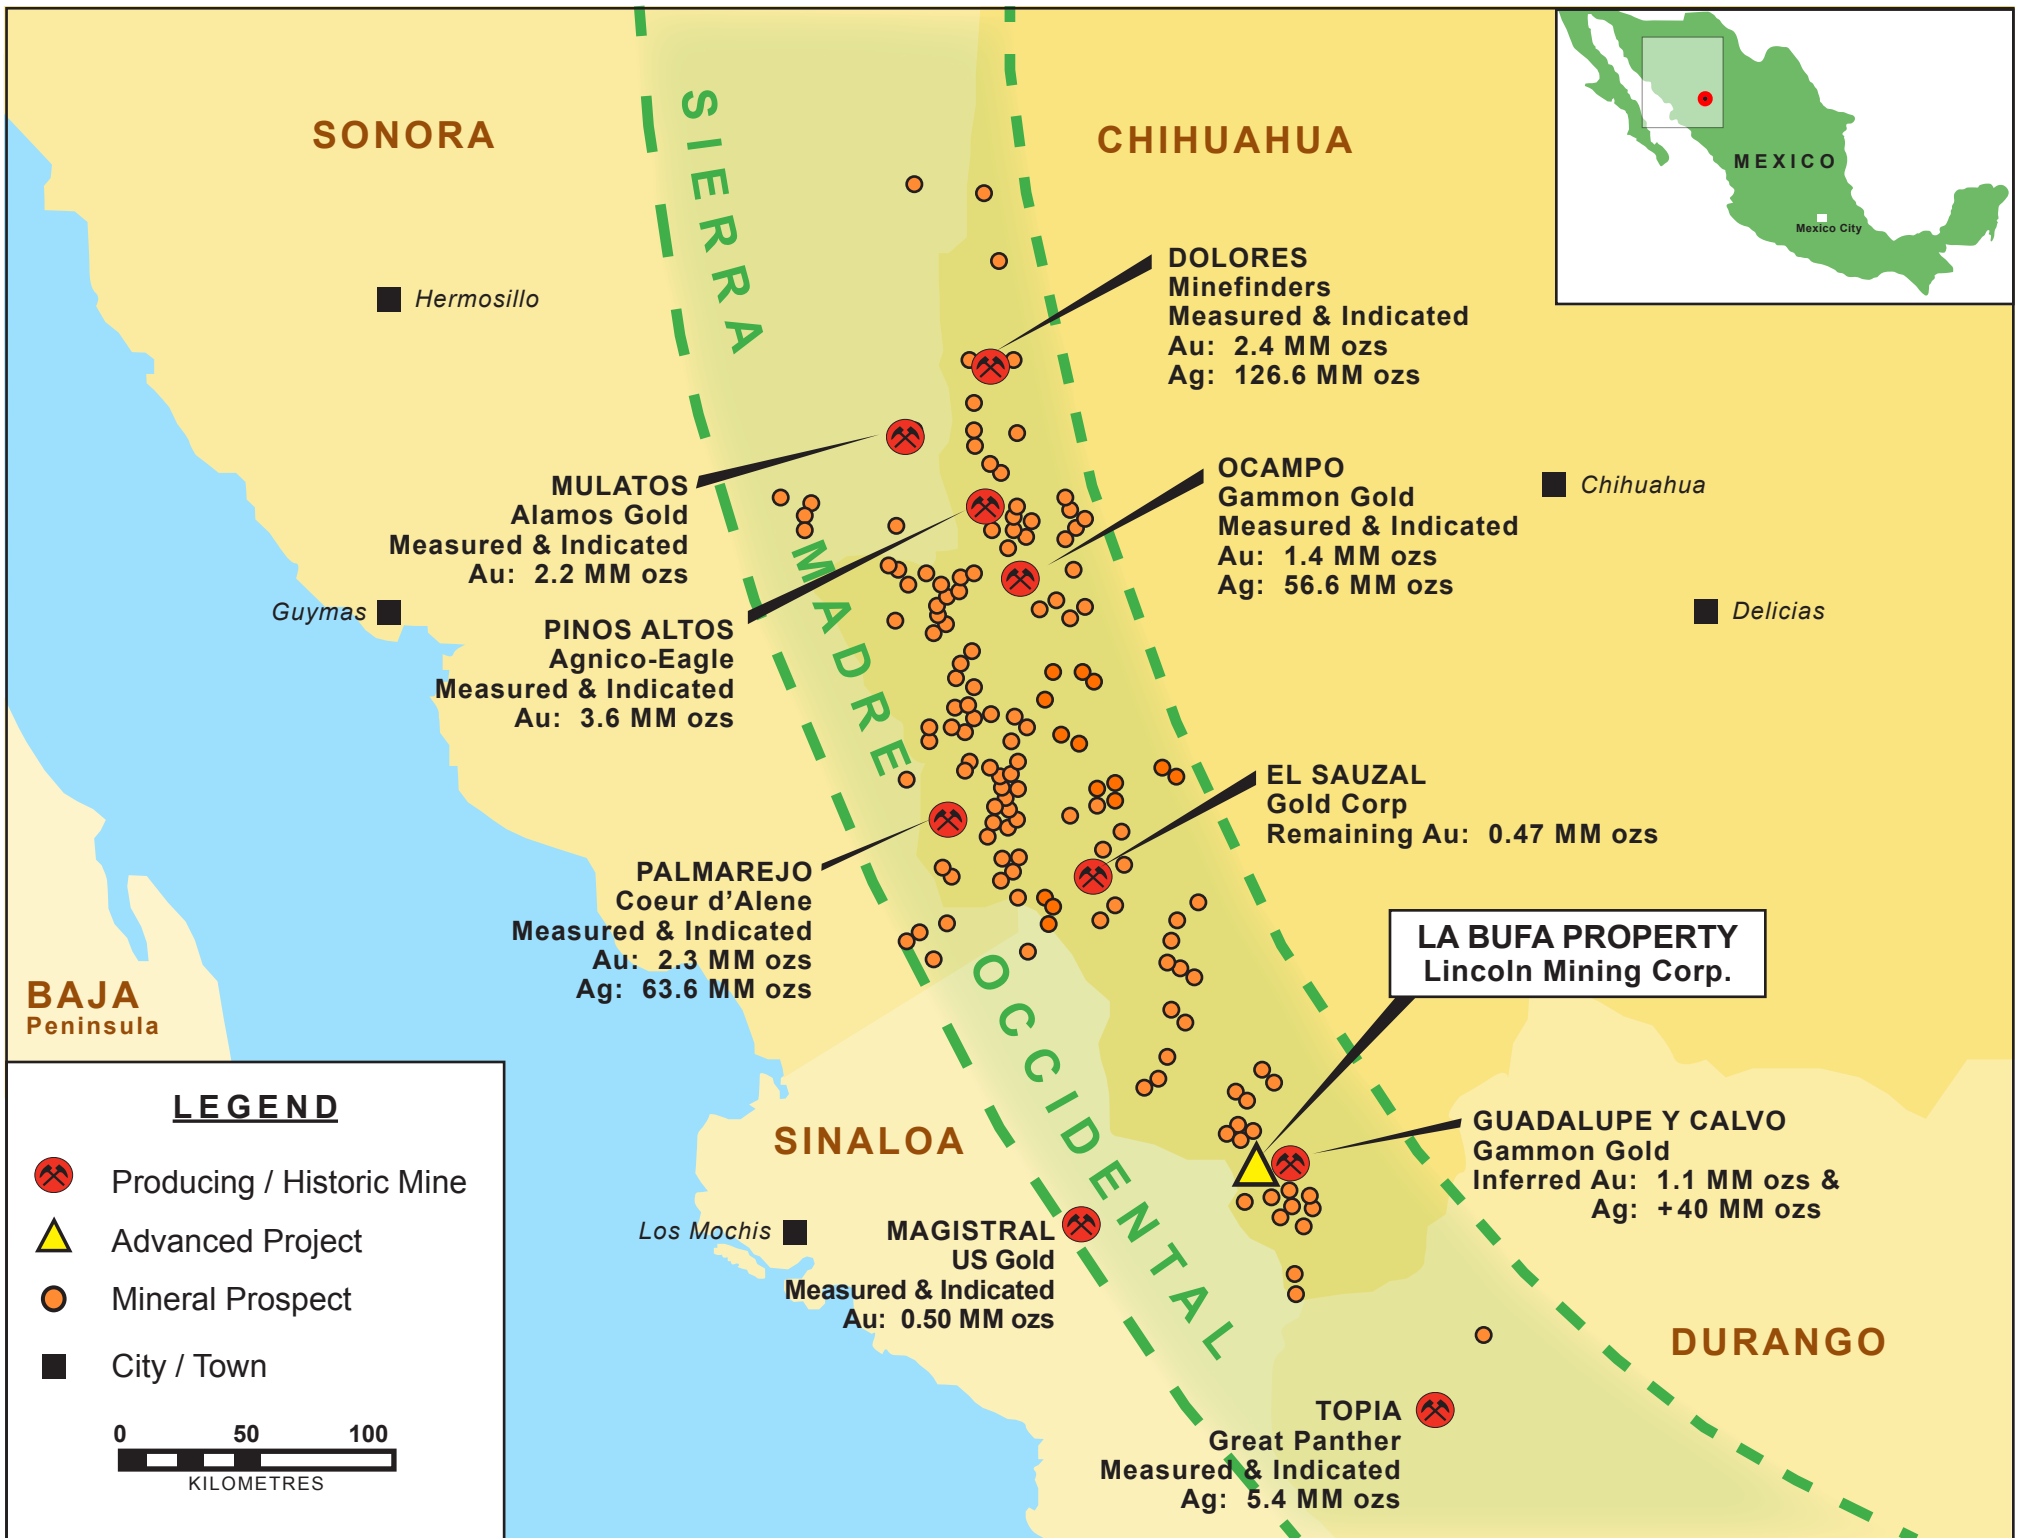 SONORA
CHIHUAHUA
SIERRA
MADRE
OCCIDENTAL
MEXICO
Mexico City
Hermosillo
DOLORES
Minefinders
Measured & Indicated
Au: 2.4 MM ozs
Ag: 126.6 MM ozs
MULATOS
Alamos Gold
Measured & Indicated
Au: 2.2 MM ozs
OCAMPO
Gammon Gold
Measured & Indicated
Au: 1.4 MM ozs
Ag: 56.6 MM ozs
Chihuahua
Guymas
Delicias
PINOS ALTOS
Agnico-Eagle
Measured & Indicated
Au: 3.6 MM ozs
EL SAUZAL
Gold Corp
Remaining Au: 0.47 MM ozs
PALMAREJO
Coeur d’Alene
Measured & Indicated
Au: 2.3 MM ozs
Ag: 63.6 MM ozs
LA BUFA PROPERTY
Lincoln Mining Corp.
BAJA
Peninsula
SINALOA
GUADALUPE Y CALVO
Gammon Gold
Inferred Au: 1.1 MM ozs &
Ag: +40 MM ozs
Los Mochis
MAGISTRAL
US Gold
Measured & Indicated
Au: 0.50 MM ozs
DURANGO
TOPIA
Great Panther
Measured & Indicated
Ag: 5.4 MM ozs
LEGEND
Producing / Historic Mine
Advanced Project
Mineral Prospect
City / Town
0 50 100
KILOMETRES